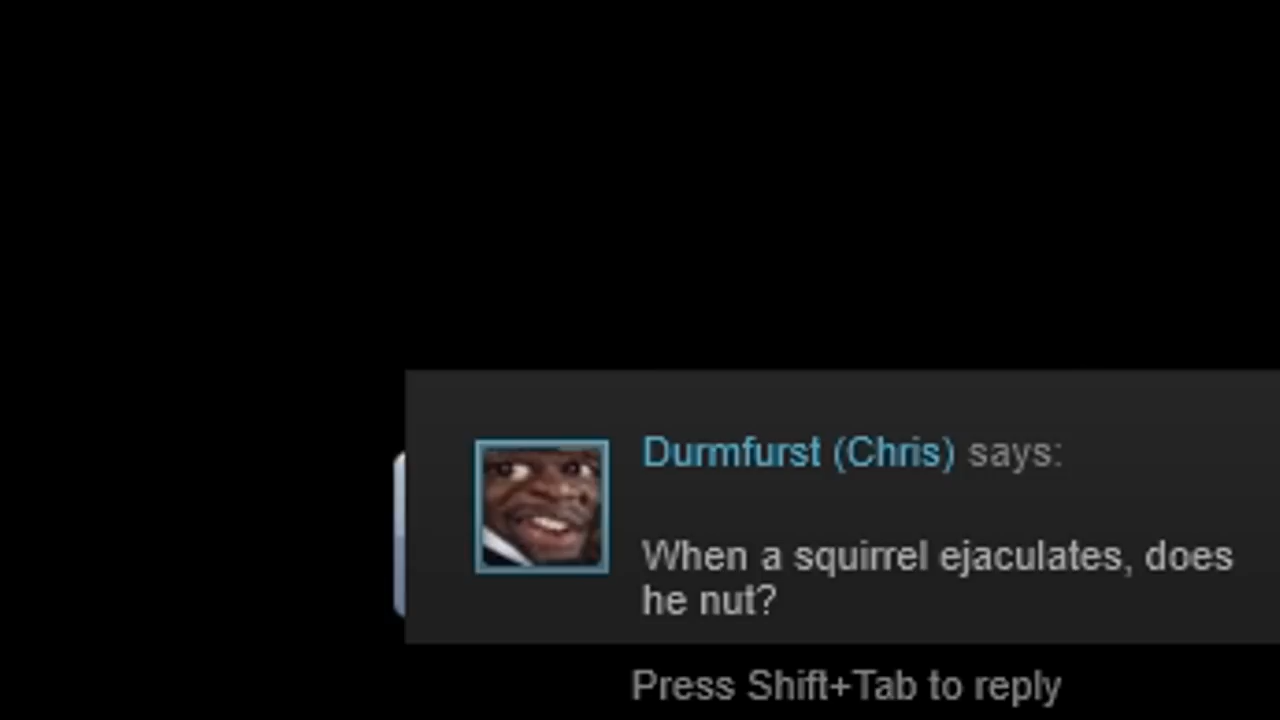 Durmfurst (Chris) says:
When a squirrel ejaculates, does
he nut?
Press Shift+Tab to reply